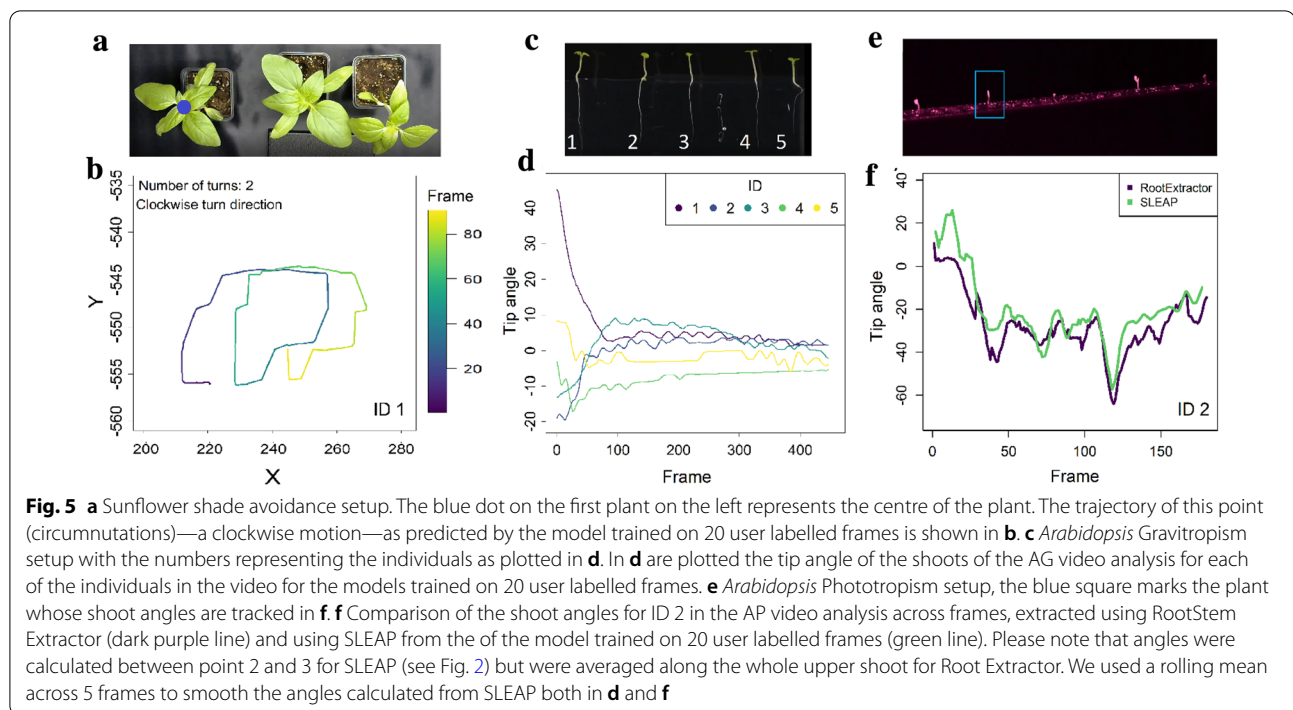 a
c
e
1 2 3 4 5
b
Number of turns: 2
Clockwise turn direction
-535
-540
-545
-550
-555
-560
Y
200 220 240 260 280
X
ID 1
Frame
80
60
40
20
d
ID
1 2 3 4 5
40
30
20
10
0
-10
-20
Tip angle
0 100 200 300 400
Frame
f
RootExtractor
SLEAP
40
20
0
-20
-40
-60
Tip angle
0 50 100 150
Frame
ID 2
Fig. 5 a Sunflower shade avoidance setup. The blue dot on the first plant on the left represents the centre of the plant. The trajectory of this point
(circumnutations)—a clockwise motion—as predicted by the model trained on 20 user labelled frames is shown in b. c Arabidopsis Gravitropism
setup with the numbers representing the individuals as plotted in d. In d are plotted the tip angle of the shoots of the AG video analysis for each
of the individuals in the video for the models trained on 20 user labelled frames. e Arabidopsis Phototropism setup, the blue square marks the plant
whose shoot angles are tracked in f. f Comparison of the shoot angles for ID 2 in the AP video analysis across frames, extracted using RootStem
Extractor (dark purple line) and using SLEAP from the of the model trained on 20 user labelled frames (green line). Please note that angles were
calculated between point 2 and 3 for SLEAP (see Fig. 2) but were averaged along the whole upper shoot for Root Extractor. We used a rolling mean
across 5 frames to smooth the angles calculated from SLEAP both in d and f